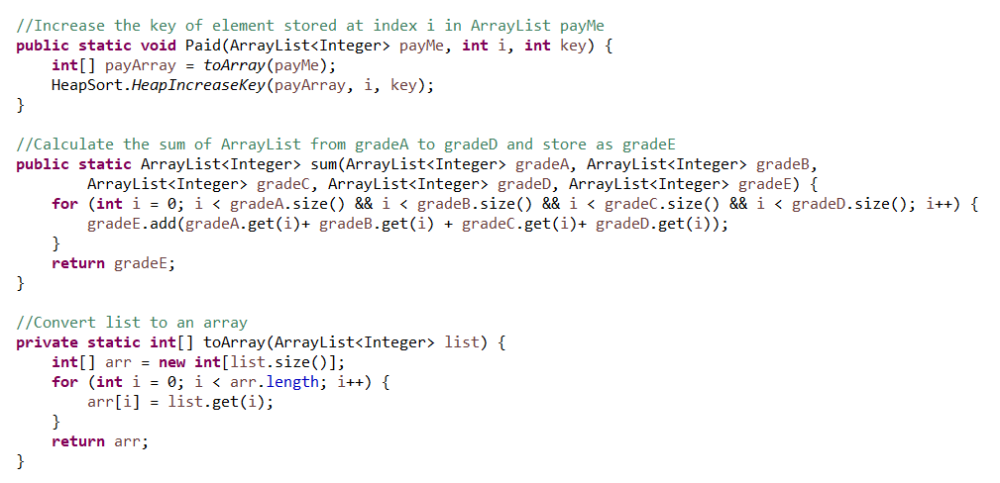 //Increase the key of element stored at index i in ArrayList payMe
public static void Paid(ArrayList<Integer> payMe, int i, int key) {
    int[] payArray = toArray(payMe);
    HeapSort.HeapIncreaseKey(payArray, i, key);
}

//Calculate the sum of ArrayList from gradeA to gradeD and store as gradeE
public static ArrayList<Integer> sum(ArrayList<Integer> gradeA, ArrayList<Integer> gradeB,
        ArrayList<Integer> gradeC, ArrayList<Integer> gradeD, ArrayList<Integer> gradeE) {
    for (int i = 0; i < gradeA.size() && i < gradeB.size() && i < gradeC.size() && i < gradeD.size(); i++) {
        gradeE.add(gradeA.get(i)+ gradeB.get(i) + gradeC.get(i)+ gradeD.get(i));
    }
    return gradeE;
}

//Convert list to an array
private static int[] toArray(ArrayList<Integer> list) {
    int[] arr = new int[list.size()];
    for (int i = 0; i < arr.length; i++) {
        arr[i] = list.get(i);
    }
    return arr;
}